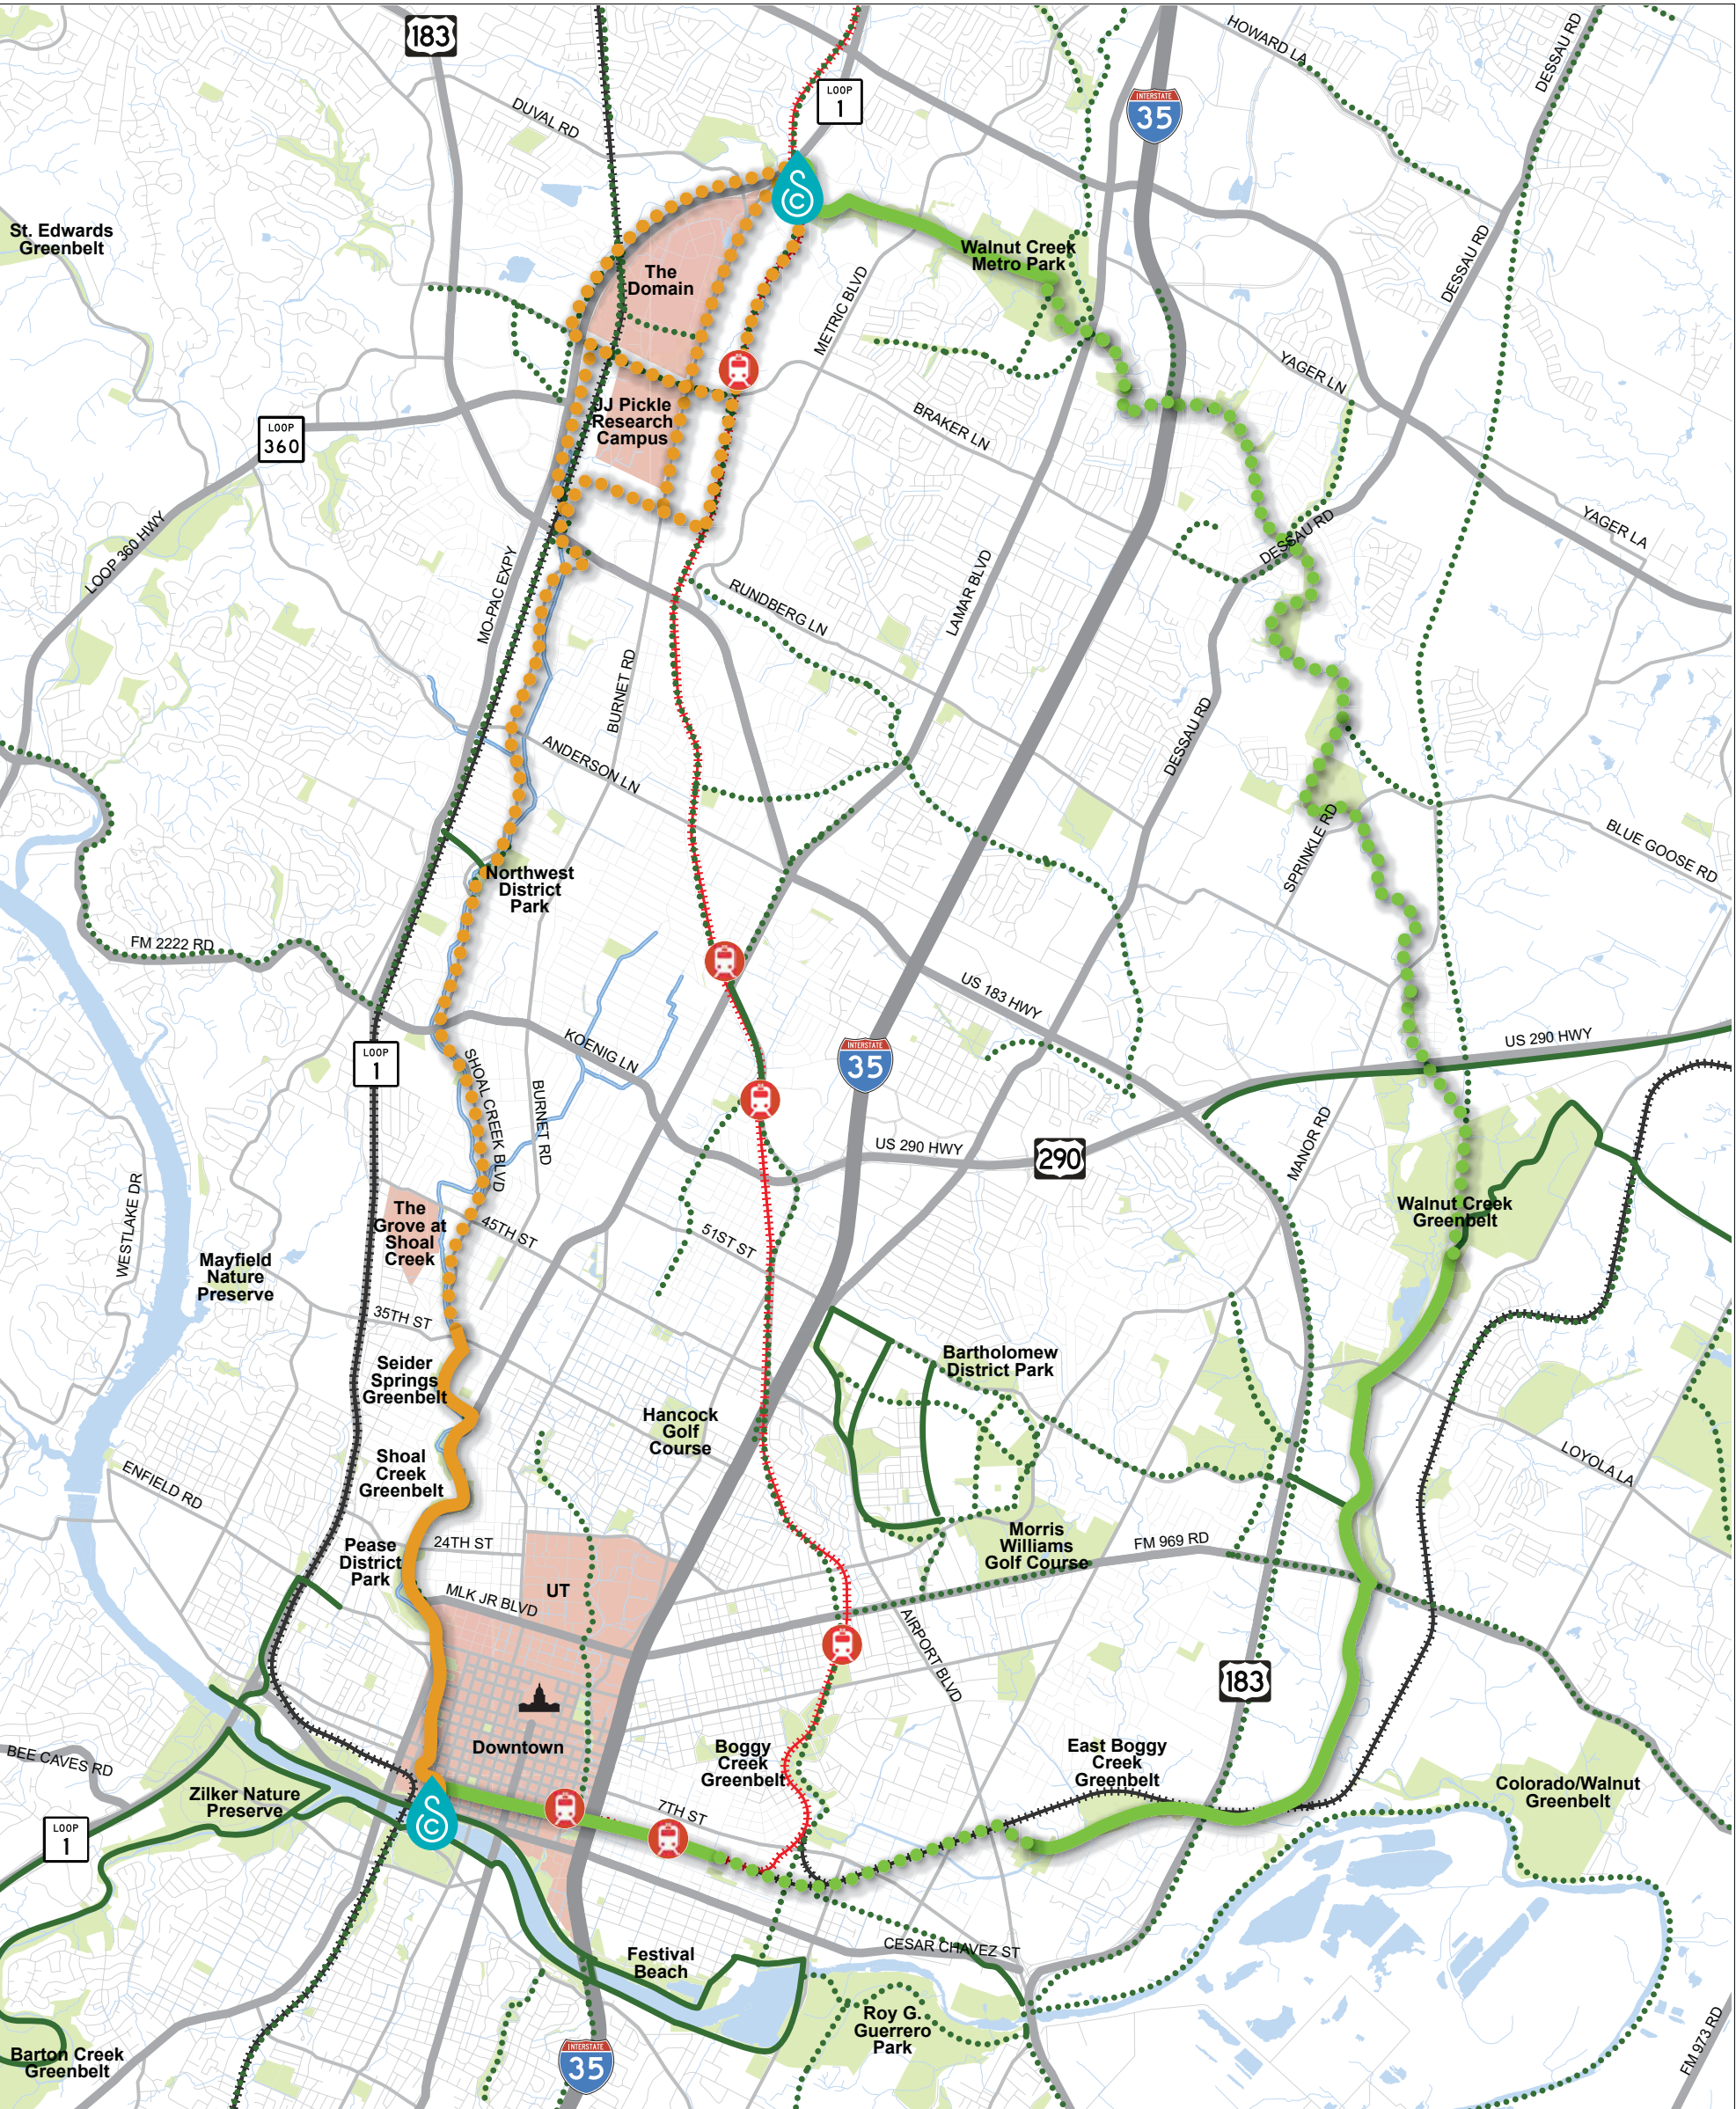 183
HOWARD LA
DESSAU RD
LOOP
1
INTERSTATE
35
DUVAL RD
St. Edwards
Greenbelt
S
C
Walnut Creek
Metro Park
DESSAU RD
The
Domain
METRIC BLVD
YAGER LN
JJ Pickle
Research
Campus
BRAKER LN
LOOP
360
YAGER LA
DESSAU RD
LOOP 360 HWY
MO-PAC EXPY
RUNDBERG LN
LAMAR BLVD
BURNET RD
DESSAU RD
ANDERSON LN
SPRINKLE RD
BLUE GOOSE RD
Northwest
District
Park
FM 2222 RD
US 183 HWY
US 290 HWY
KOENIG LN
INTERSTATE
35
LOOP
1
SHOAL CREEK BLVD
BURNET RD
US 290 HWY
290
MANOR RD
WESTLAKE DR
The
Grove at
Shoal
Creek
45TH ST
51ST ST
Walnut Creek
Greenbelt
Mayfield
Nature
Preserve
35TH ST
Seider
Springs
Greenbelt
Bartholomew
District Park
Hancock
Golf
Course
Shoal
Creek
Greenbelt
ENFIELD RD
LOYOLA LA
24TH ST
Pease
District
Park
Morris
Williams
Golf Course
FM 969 RD
UT
MLK JR BLVD
AIRPORT BLVD
183
Downtown
Boggy
Creek
Greenbelt
East Boggy
Creek
Greenbelt
BEE CAVES RD
Zilker Nature
Preserve
Colorado/Walnut
Greenbelt
7TH ST
LOOP
1
S
C
CESAR CHAVEZ ST
Festival
Beach
Roy G.
Guerrero
Park
Barton Creek
Greenbelt
INTERSTATE
35
FM 973 RD